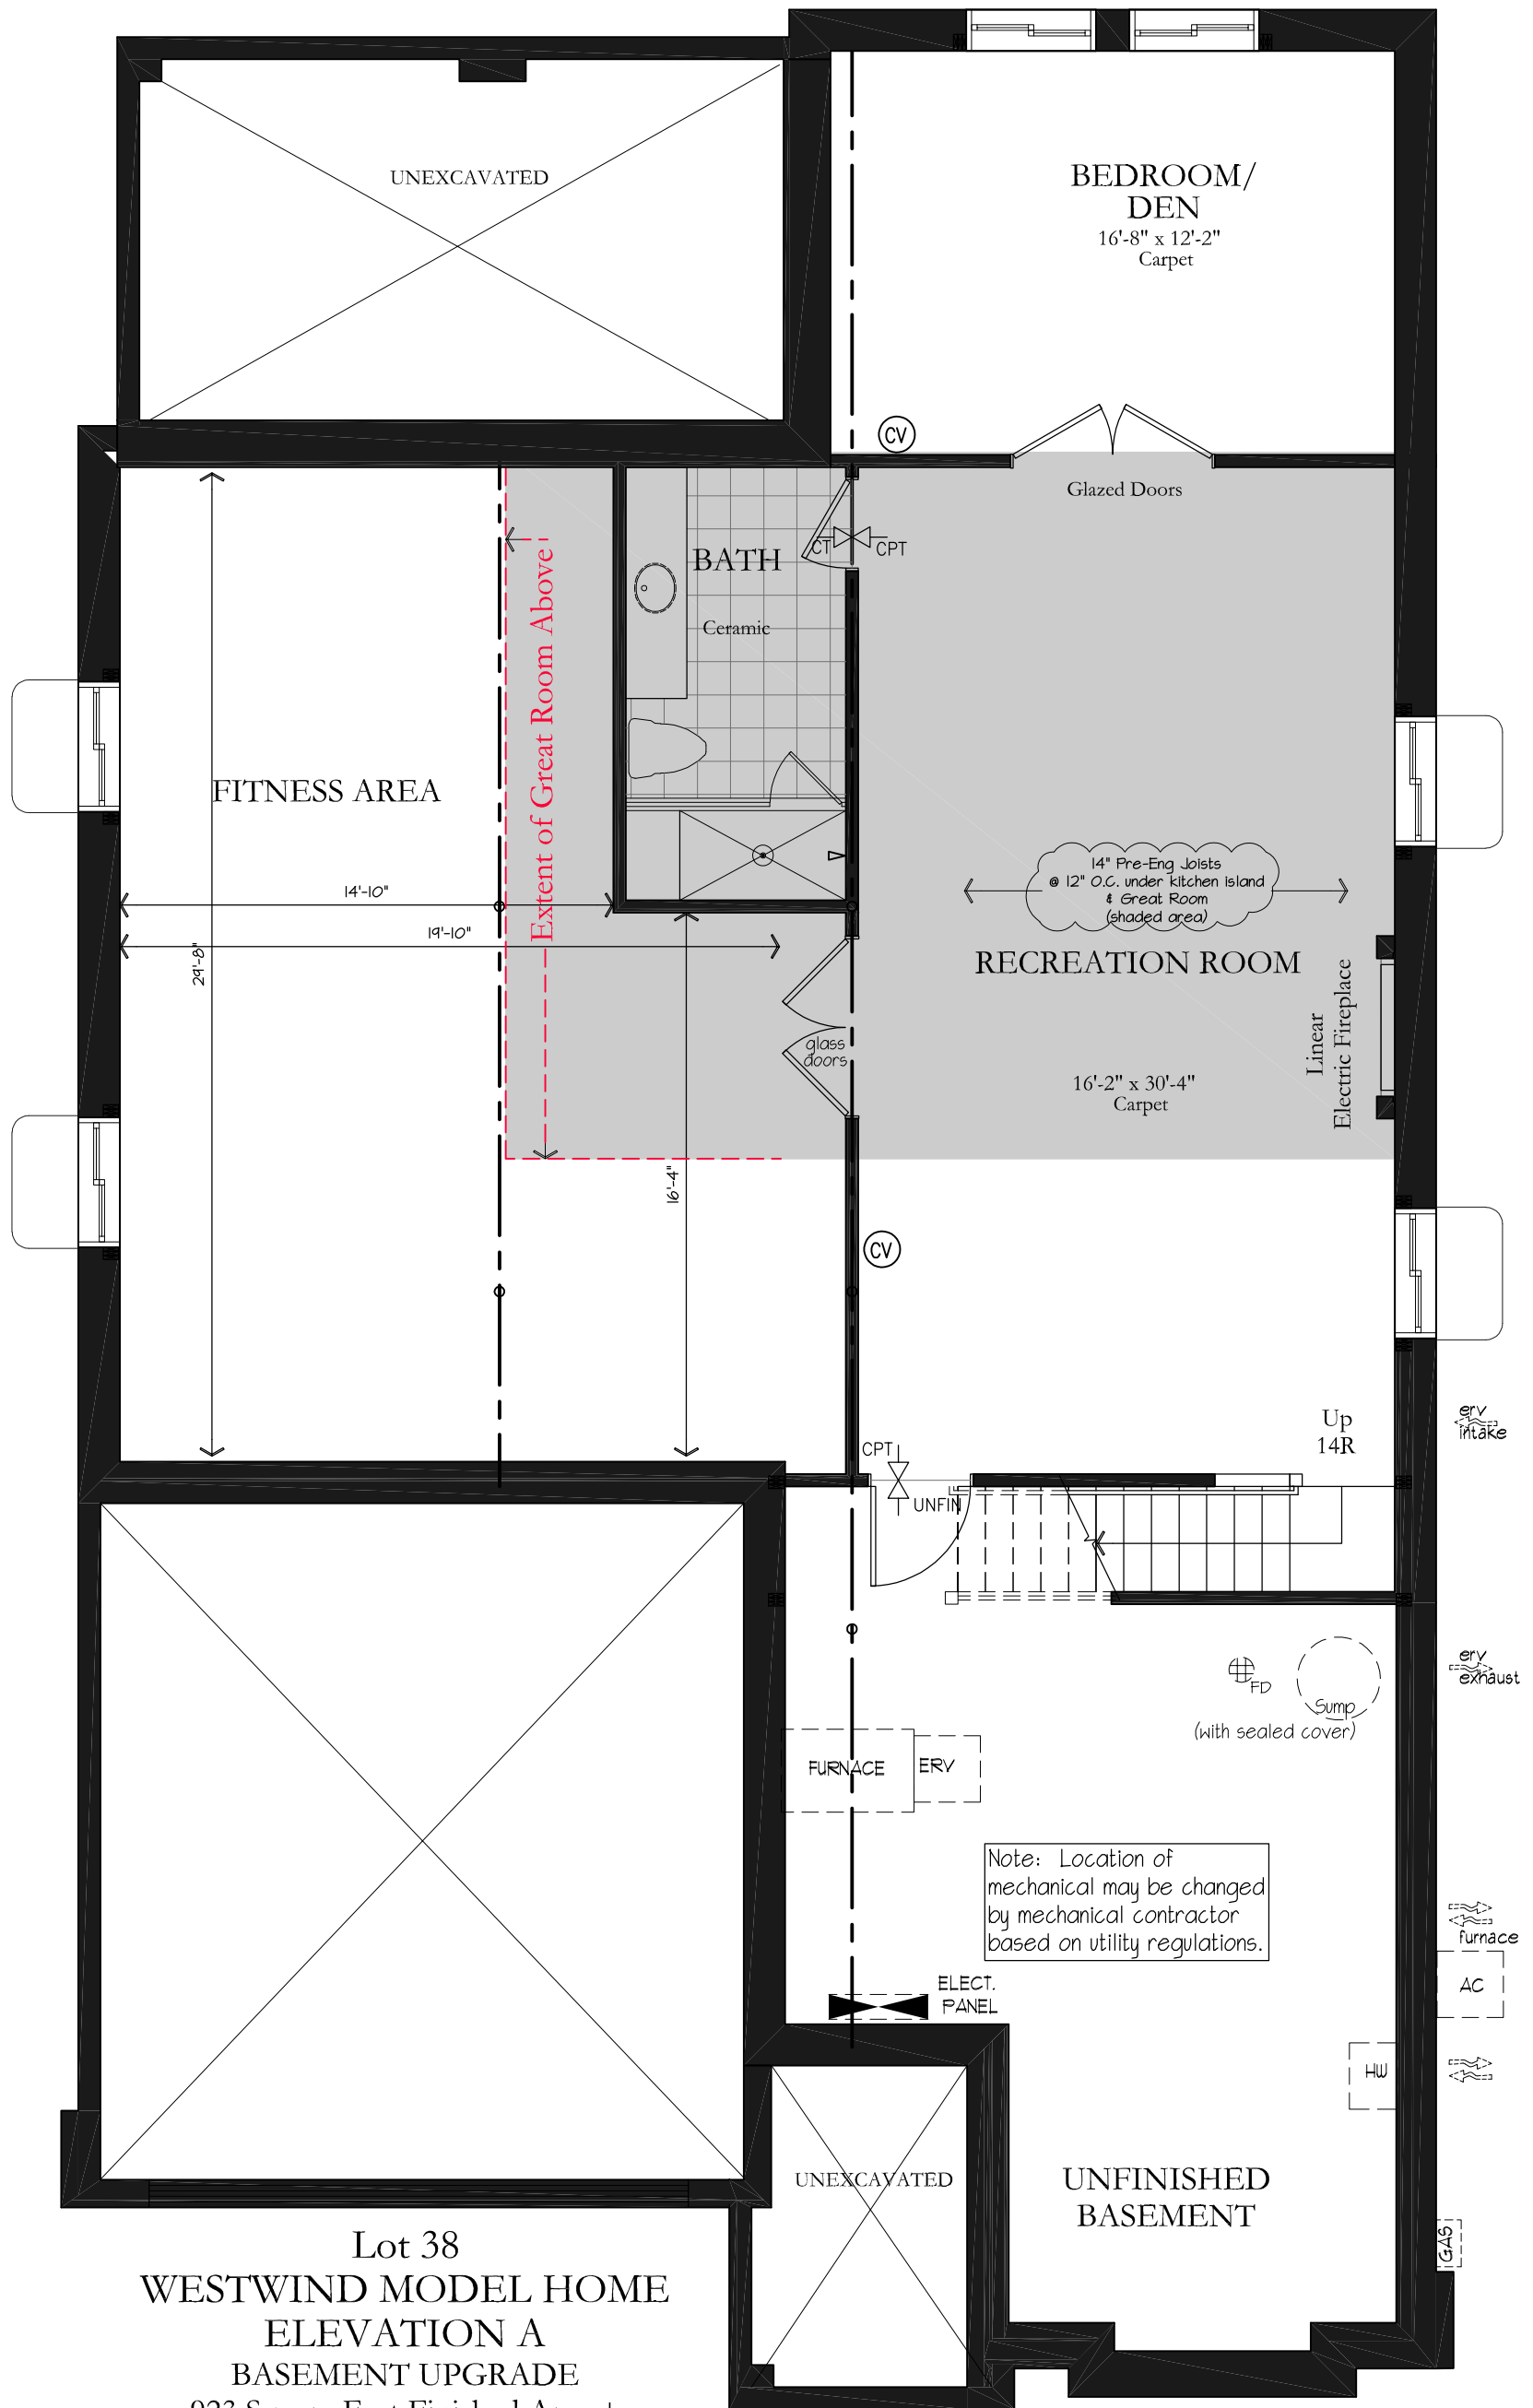 UNEXCAVATED
BEDROOM/
DEN
16'-8" x 12'-2"
Carpet
CV
Glazed Doors
BATH
CT
CPT
Ceramic
Extent of Great Room Above
FITNESS AREA
14'-10"
19'-10"
29'-8"
14" Pre-Eng Joists
@ 12" O.C. under kitchen island
& Great Room
(shaded area)
RECREATION ROOM
Linear
Electric Fireplace
glass
doors
16'-2" x 30'-4"
Carpet
16'-4"
CV
Up
14R
erv
intake
CPT
UNFIN
erv
exhaust
FD
Sump
(with sealed cover)
FURNACE
ERV
Note: Location of
mechanical may be changed
by mechanical contractor
based on utility regulations.
furnace
AC
ELECT.
PANEL
HW
UNEXCAVATED
UNFINISHED
BASEMENT
GAS
Lot 38
WESTWIND MODEL HOME
ELEVATION A
BASEMENT UPGRADE